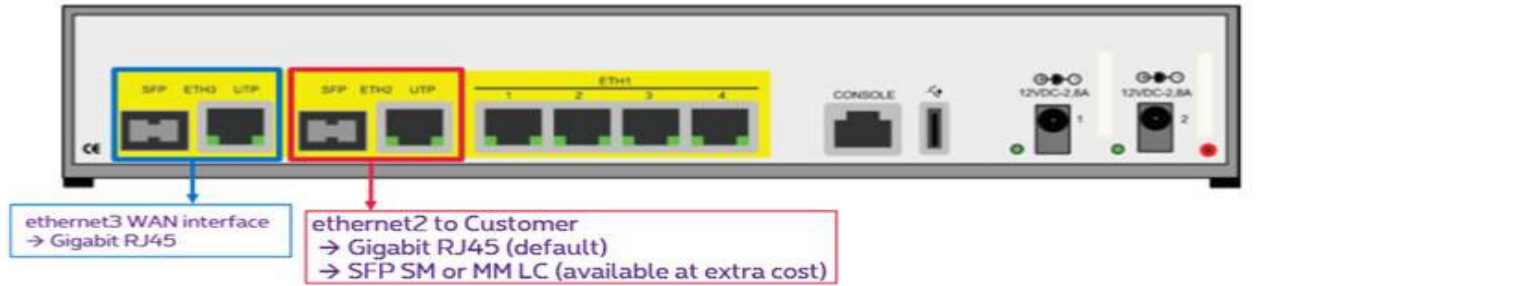 SFP ETH3 UTP
SFP ETH2 UTP
ETH1
1 2 3 4
CONSOLE
12VDC-2,8A
1
12VDC-2,8A
2
CE
ethernet3 WAN interface
→ Gigabit RJ45
ethernet2 to Customer
→ Gigabit RJ45 (default)
→ SFP SM or MM LC (available at extra cost)